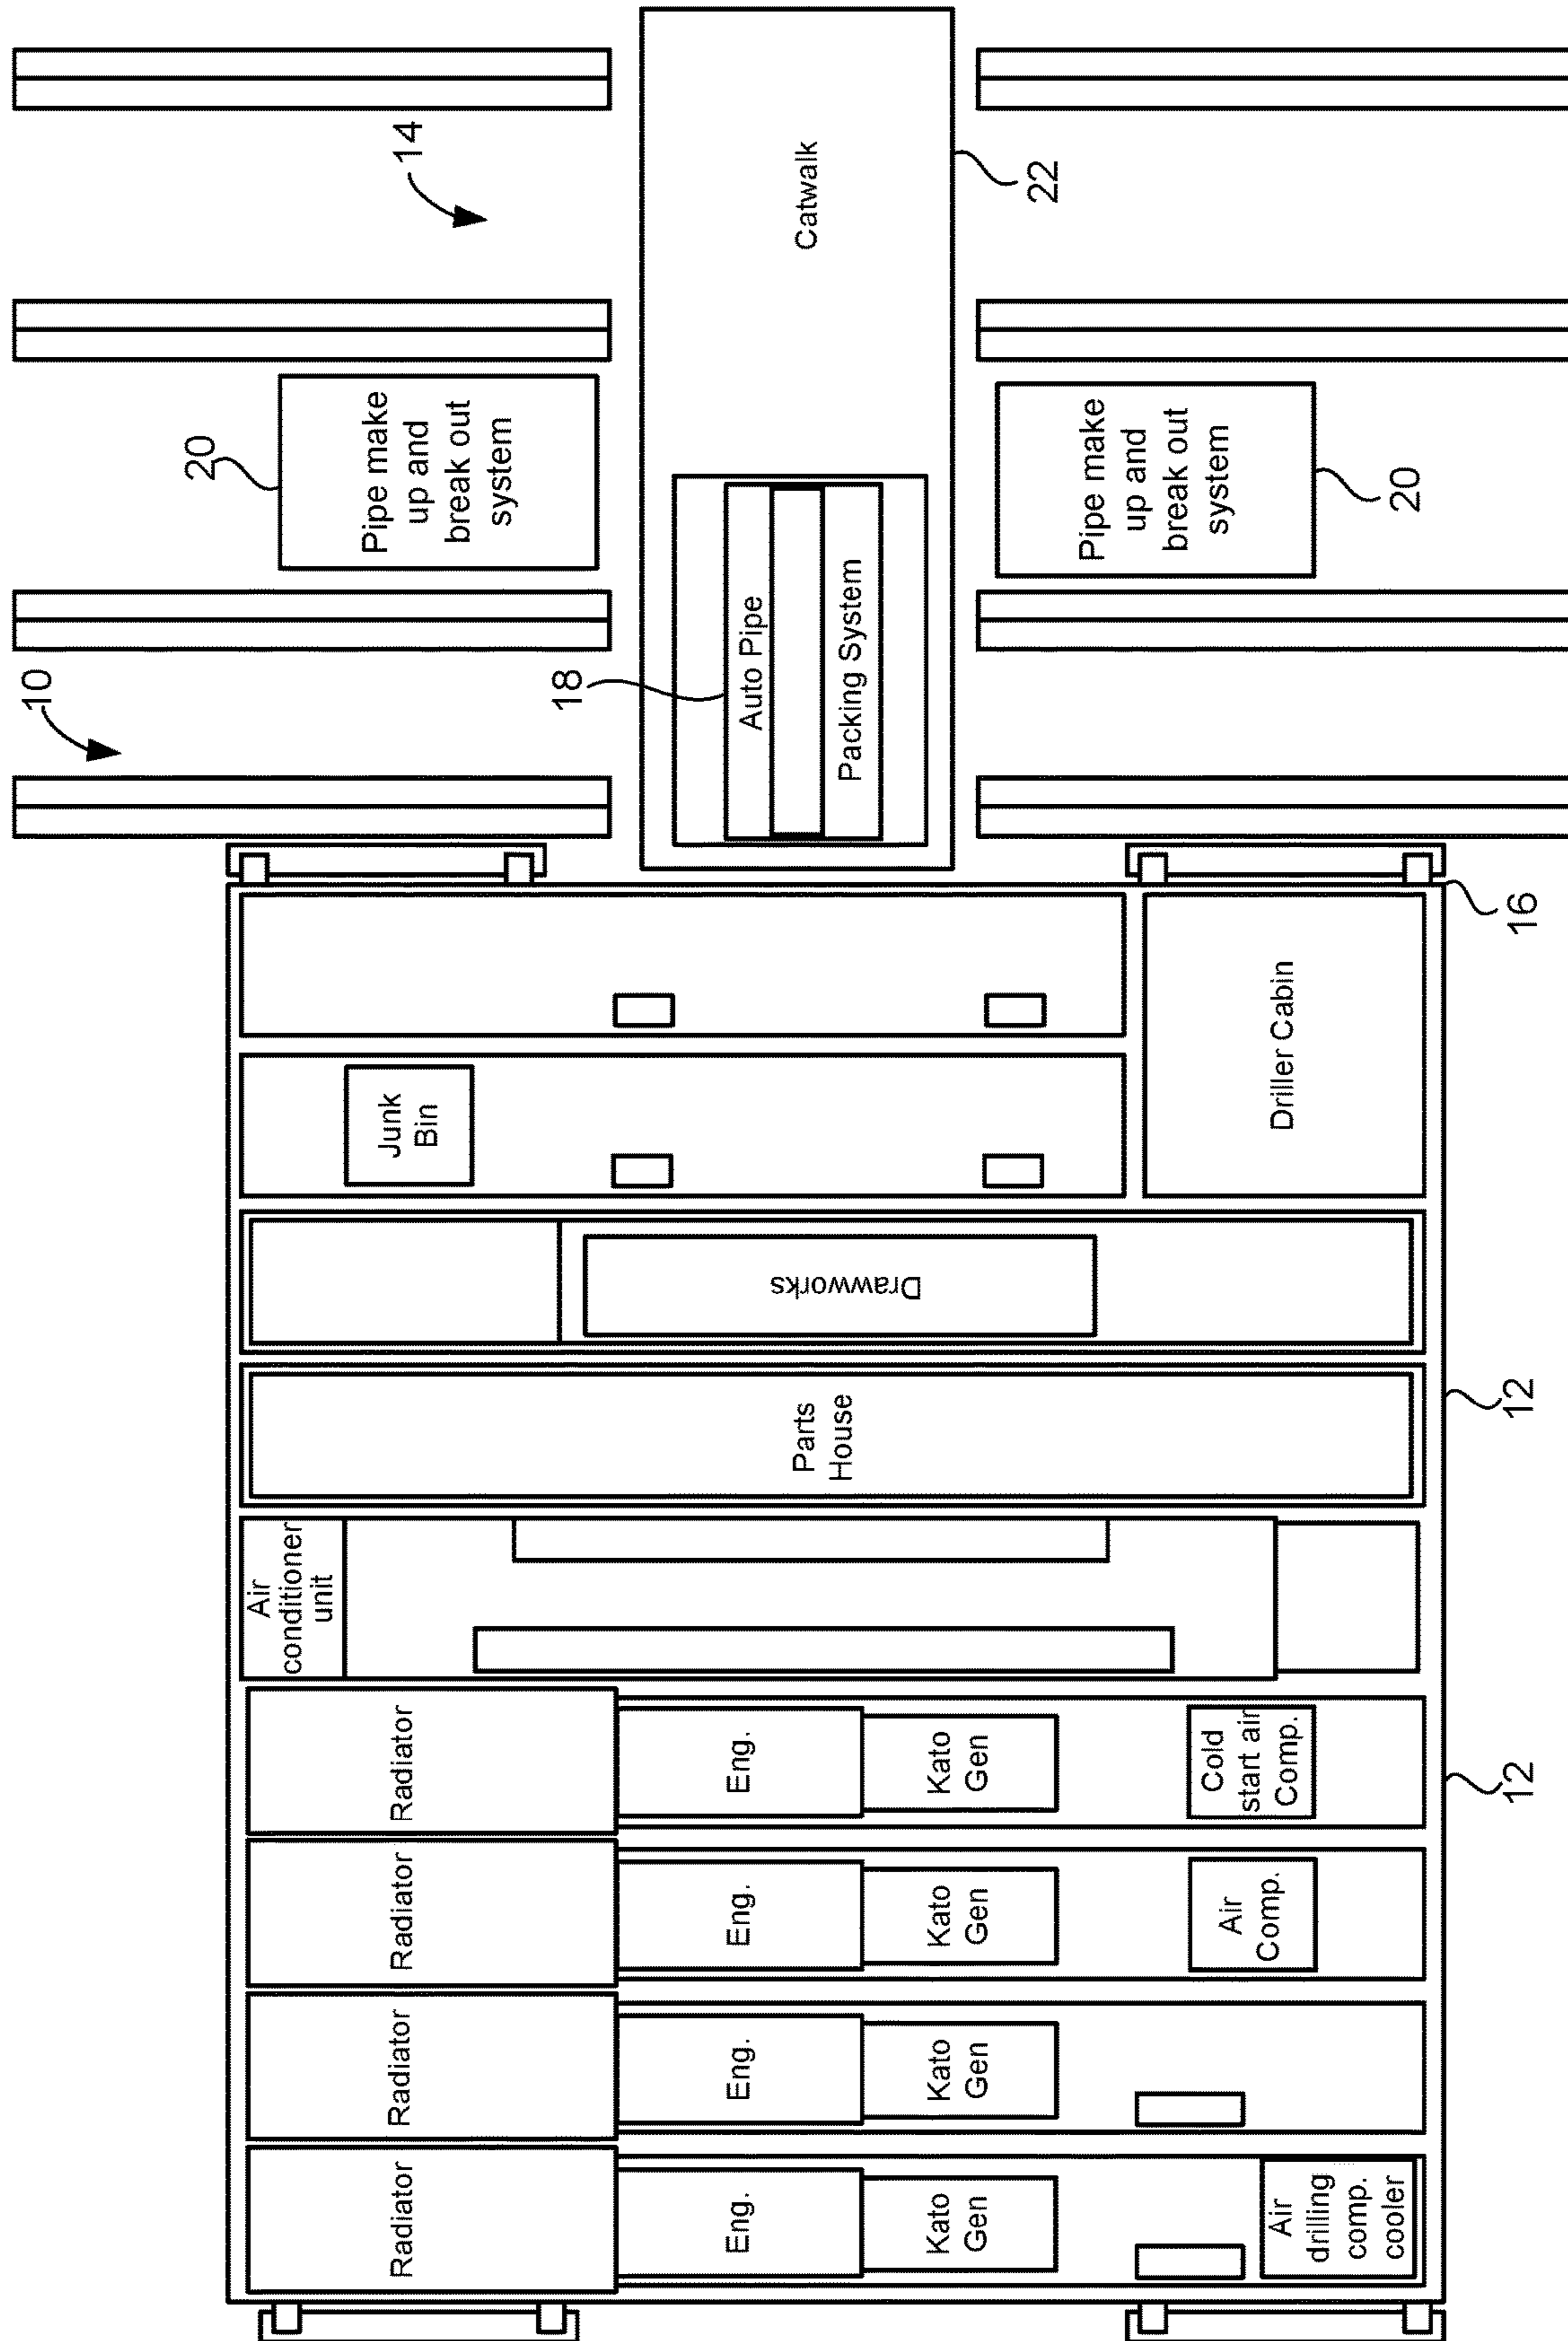 10
14
20
Pipe make
up and
break out
system
18
Auto Pipe
Packing System
Catwalk
22
Pipe make
up and
break out
system
20
Radiator
Radiator
Radiator
Radiator
Air
conditioner
unit
Junk
Bin
Eng.
Eng.
Eng.
Eng.
Kato
Gen
Kato
Gen
Kato
Gen
Kato
Gen
Parts
House
Drawworks
Air
drilling
comp.
cooler
Air
Comp.
Cold
start air
Comp.
Driller Cabin
12
12
16